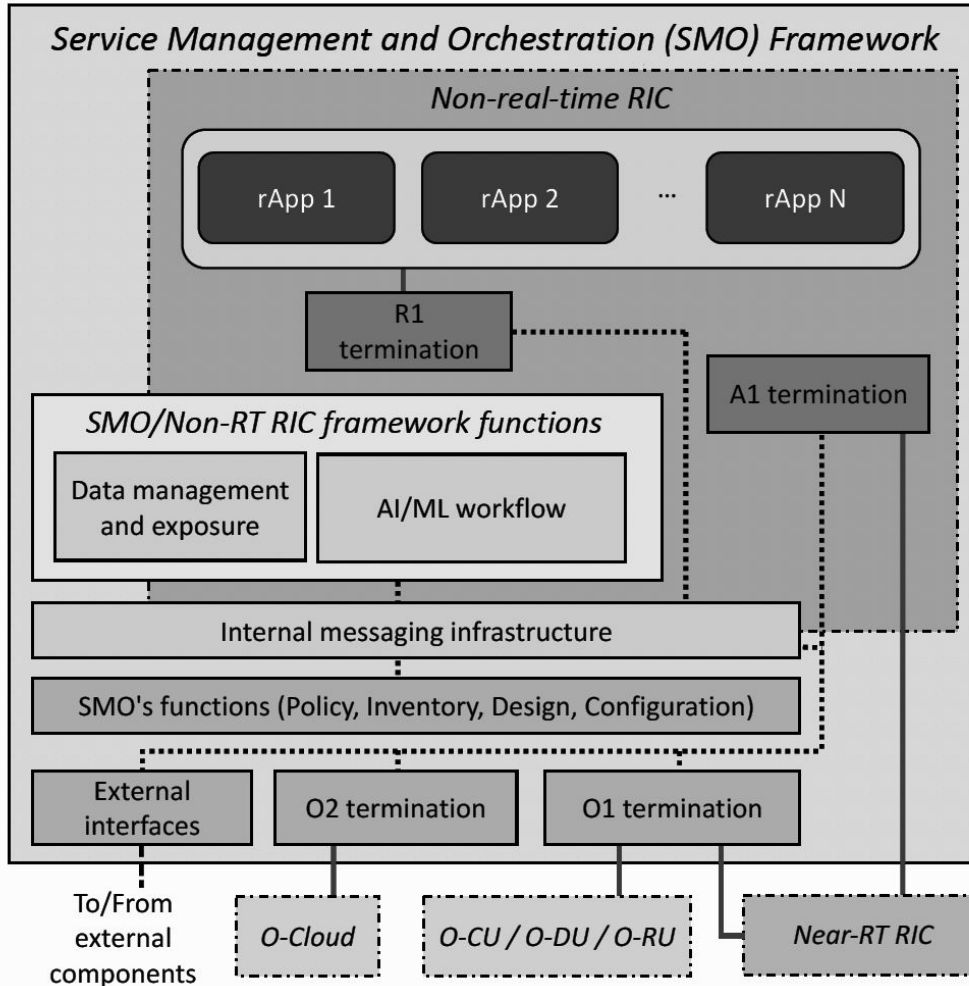 Service Management and Orchestration (SMO) Framework
Non-real-time RIC
rApp 1
rApp 2
...
rApp N
R1
termination
A1 termination
SMO/Non-RT RIC framework functions
Data management
and exposure
AI/ML workflow
Internal messaging infrastructure
SMO's functions (Policy, Inventory, Design, Configuration)
External
interfaces
O2 termination
O1 termination
To/From
external
components
O-Cloud
O-CU / O-DU / O-RU
Near-RT RIC